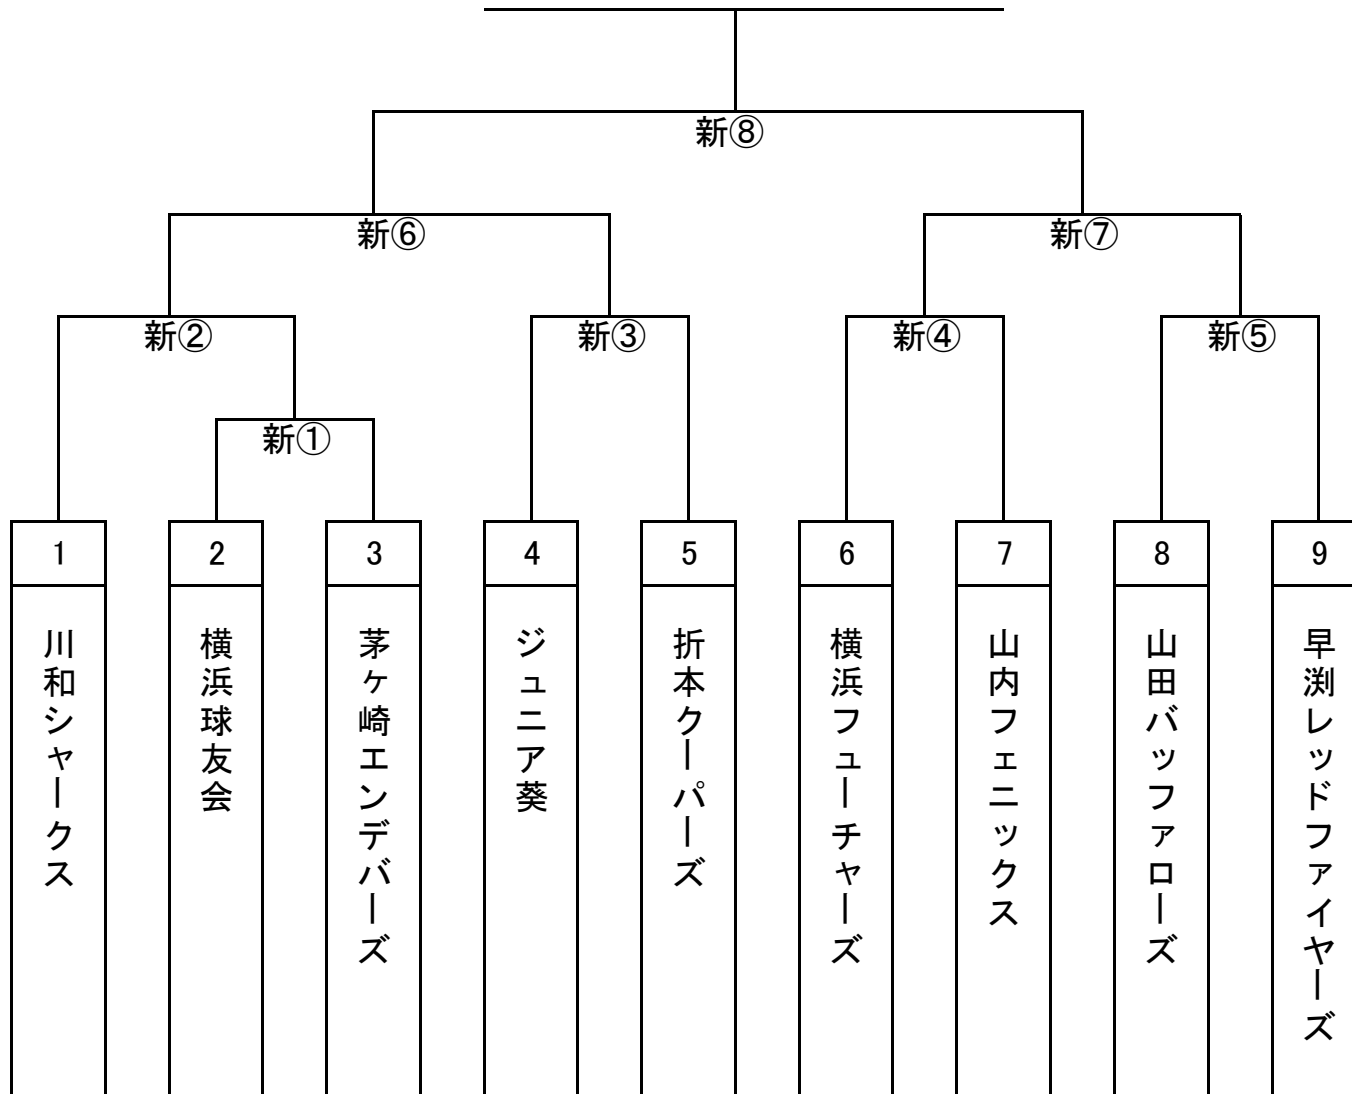 新⑧
新⑥
新⑦
新②
新③
新④
新⑤
新①
1
2
3
4
5
6
7
8
9
川和シャークス
横浜球友会
茅ヶ崎エンデバーズ
ジュニア葵
折本クーパーズ
横浜フューチャーズ
山内フェニックス
山田バッファローズ
早渕レッドファイヤーズ